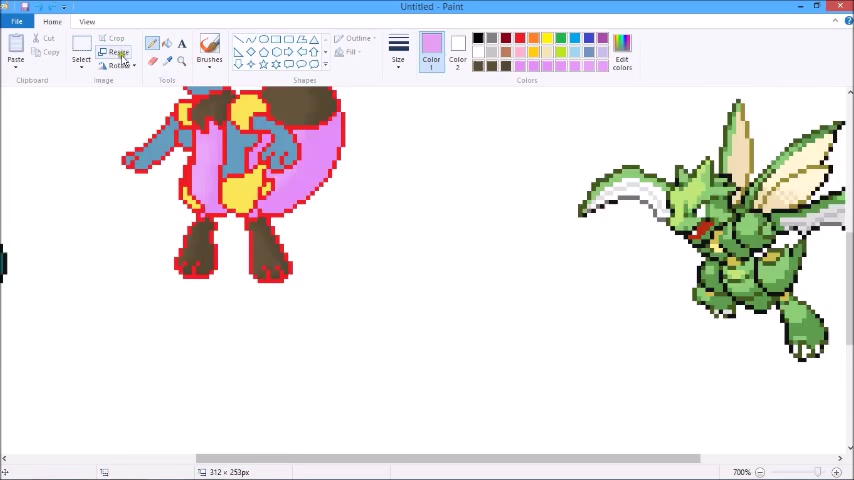 Untitled - Paint
File Home View
Cut Crop Outline
Paste Copy Select Resize Brushes Fill Size Color 1 Color 2 Edit colors
Rotate
Clipboard Image Tools Shapes Colors
312 × 253px 700%